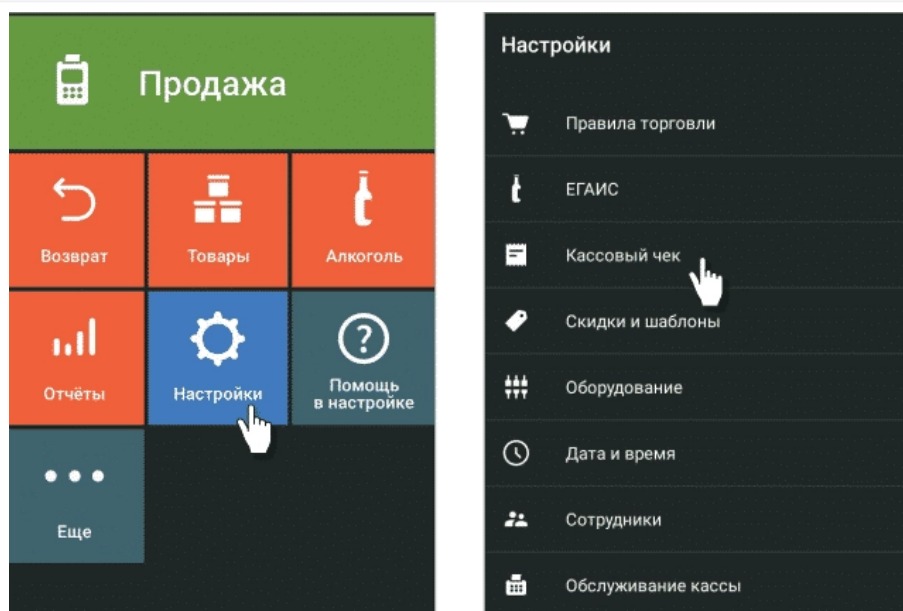 Продажа
Возврат
Товары
Алкоголь
Отчёты
Настройки
Помощь
в настройке
Еще
Настройки
Правила торговли
ЕГАИС
Кассовый чек
Скидки и шаблоны
Оборудование
Дата и время
Сотрудники
Обслуживание кассы